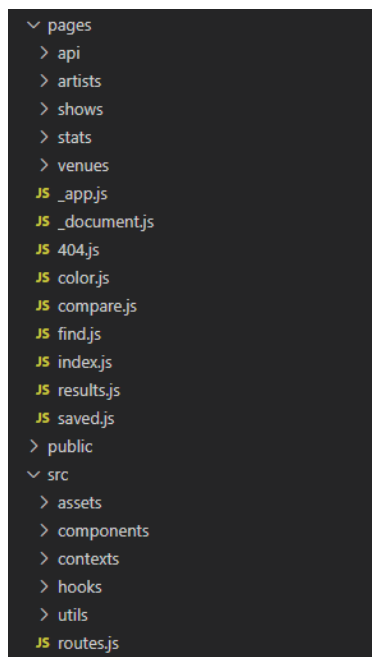 pages
api
artists
shows
stats
venues
JS _app.js
JS _document.js
JS 404.js
JS color.js
JS compare.js
JS find.js
JS index.js
JS results.js
JS saved.js
public
src
assets
components
contexts
hooks
utils
JS routes.js